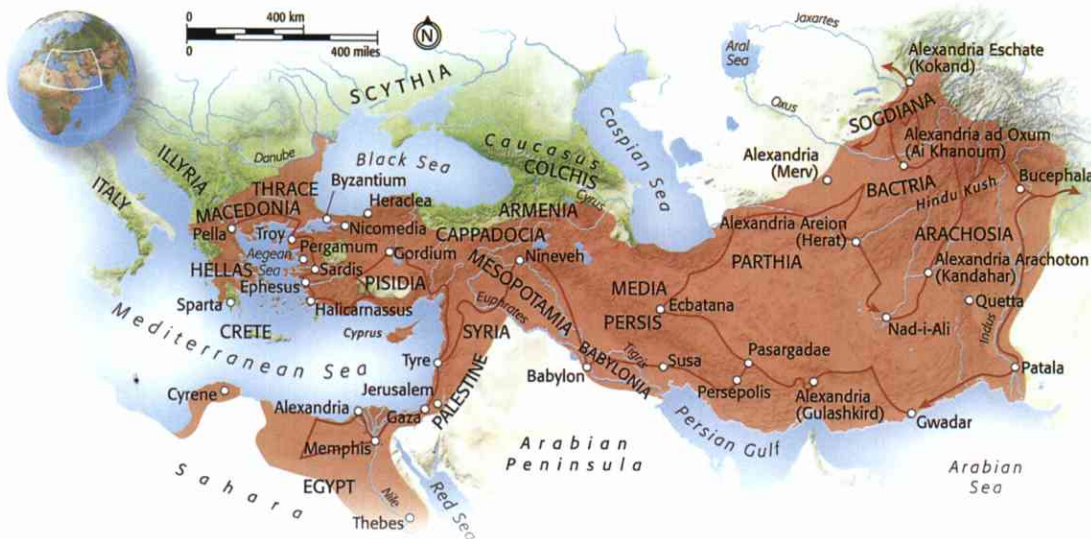 0 400 km
0 400 miles
N
Jaxartes
Aral
Sea
Alexandria Eschate
(Kokand)
SCYTHIA
Oxus
SOGDIANA
Caspian Sea
Caucasus
COLCHIS
Cyrus
Danube
ILLYRIA
ITALY
Black Sea
Byzantium
THRACE
MACEDONIA
Heraclea
Nicomedia
Pella
Troy
Pergamum
Aegean
Sea
Sardis
HELLAS
Ephesus
Sparta
Halicarnassus
CRETE
Cyprus
PISIDIA
Gordium
CAPPADOCIA
ARMENIA
Alexandria
(Merv)
Alexandria ad Oxum
(Ai Khanoum)
BACTRIA
Hindu Kush
Bucephala
Alexandria Areion
(Herat)
ARACHOSIA
PARTHIA
Alexandria Arachoton
(Kandahar)
Quetta
Nad-i-Ali
Indus
Patala
Nineveh
MESOPOTAMIA
MEDIA
Ecbatana
PERSIS
Euphrates
SYRIA
Tigris
BABYLONIA
Babylon
Susa
Pasargadae
Persepolis
Alexandria
(Gulashkird)
Gwadar
Persian Gulf
Arabian
Sea
Arabian
Peninsula
Mediterranean Sea
Tyre
Jerusalem
PALESTINE
Gaza
Cyrene
Alexandria
Memphis
EGYPT
Nile
Thebes
Red Sea
Sahara